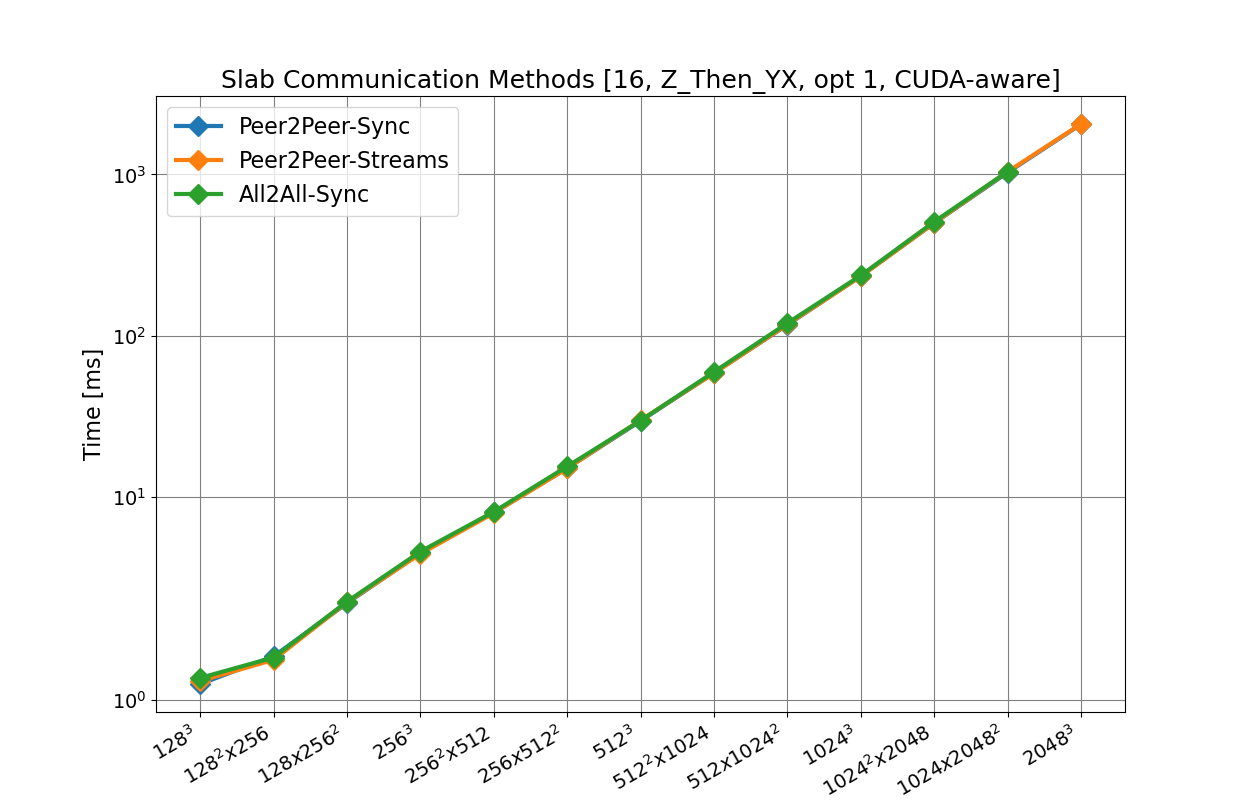 Slab Communication Methods [16, Z_Then_YX, opt 1, CUDA-aware]
Peer2Peer-Sync
Peer2Peer-Streams
All2All-Sync
Time [ms]
10³
10²
10¹
10⁰
128³
128²x256
128x256²
256³
256²x512
256x512²
512³
512²x1024
512x1024²
1024³
1024²x2048
1024x2048²
2048³